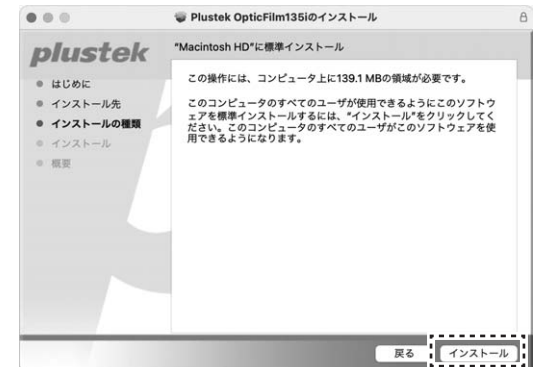 Plustek OpticFilm135iのインストール
plustek
"Macintosh HD"に標準インストール
はじめに
インストール先
インストールの種類
インストール
概要
この操作には、コンピュータ上に139.1 MBの領域が必要です。
このコンピュータのすべてのユーザが使用できるようにこのソフトウ
ェアを標準インストールするには、"インストール"をクリックしてく
ださい。このコンピュータのすべてのユーザがこのソフトウェアを使
用できるようになります。
戻る
インストール